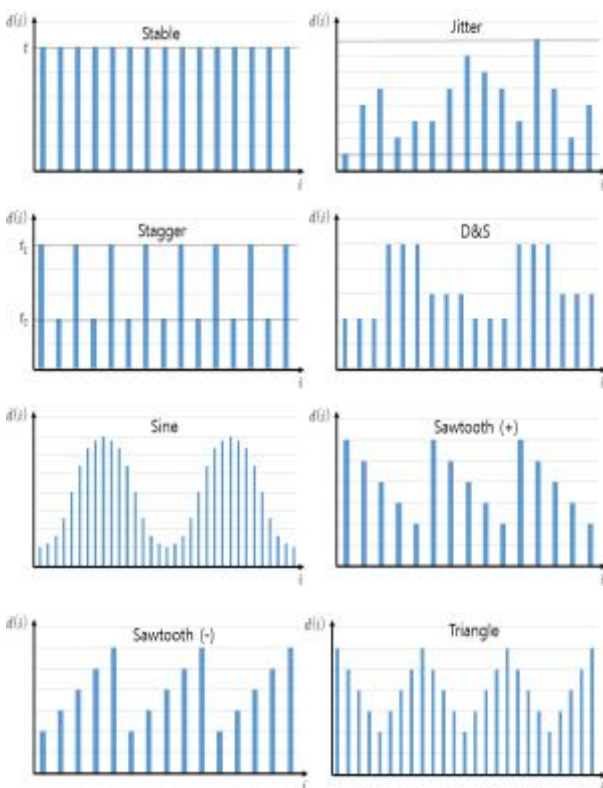 d(i)
Stable
t
i
d(i)
Jitter
i
d(i)
Stagger
t₁
t₂
i
d(i)
D&S
i
d(i)
Sine
i
d(i)
Sawtooth (+)
i
d(i)
Sawtooth (-)
i
d(i)
Triangle
i